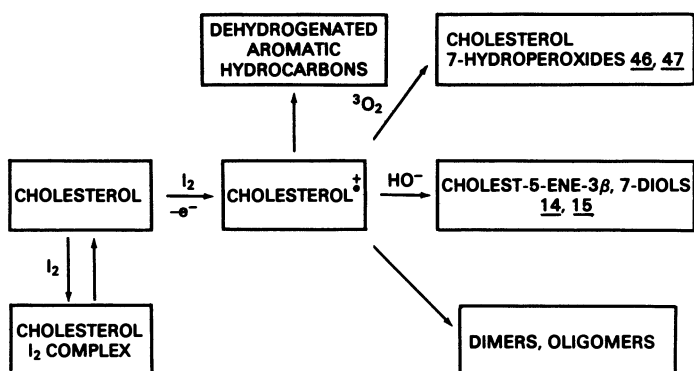 DEHYDROGENATED
AROMATIC
HYDROCARBONS
CHOLESTEROL
7-HYDROPEROXIDES 46, 47
³O₂
CHOLESTEROL
I₂
–e⁻
CHOLESTEROL•⁺
HO⁻
CHOLEST-5-ENE-3β, 7-DIOLS
14, 15
I₂
CHOLESTEROL
I₂ COMPLEX
DIMERS, OLIGOMERS